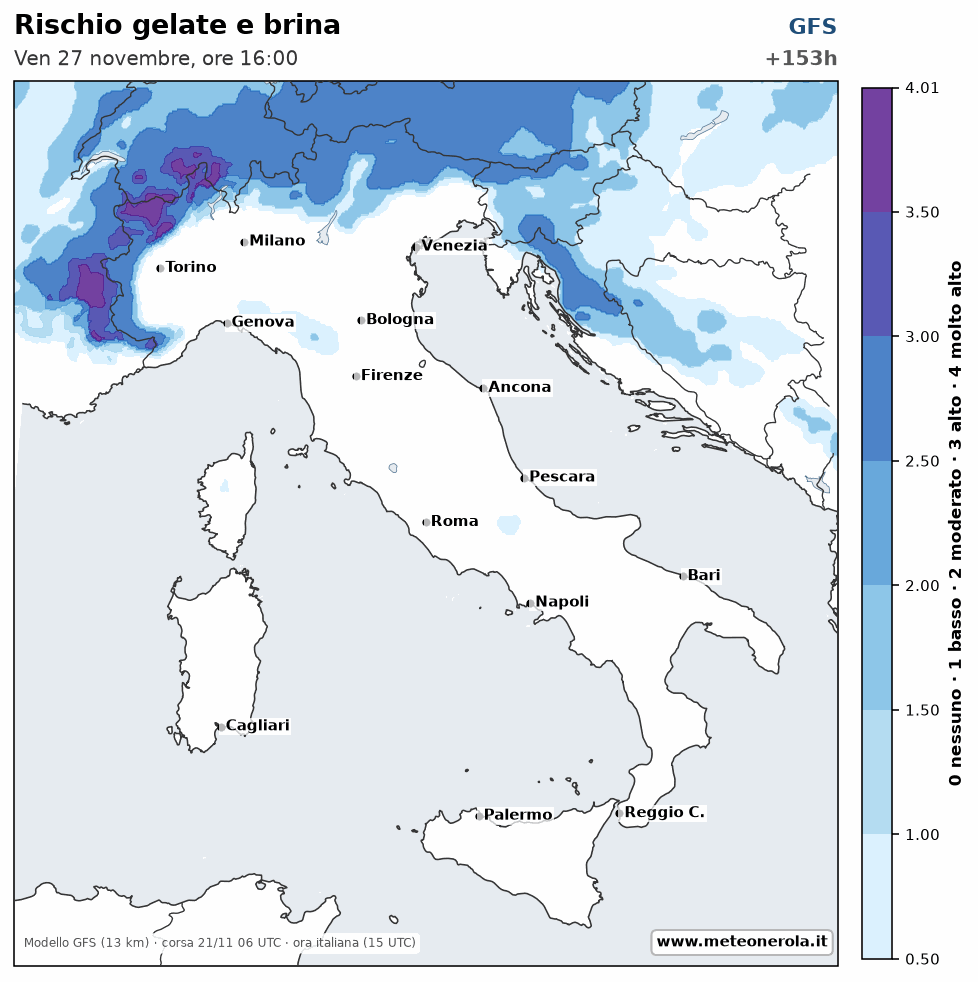 Rischio gelate e brina
GFS
Ven 27 novembre, ore 16:00
+153h
4.01
3.50
3.00
2.50
2.00
1.50
1.00
0.50
0 nessuno · 1 basso · 2 moderato · 3 alto · 4 molto alto
Milano
Venezia
Torino
Genova
Bologna
Firenze
Ancona
Pescara
Roma
Bari
Napoli
Cagliari
Palermo
Reggio C.
Modello GFS (13 km) · corsa 21/11 06 UTC · ora italiana (15 UTC)
www.meteonerola.it